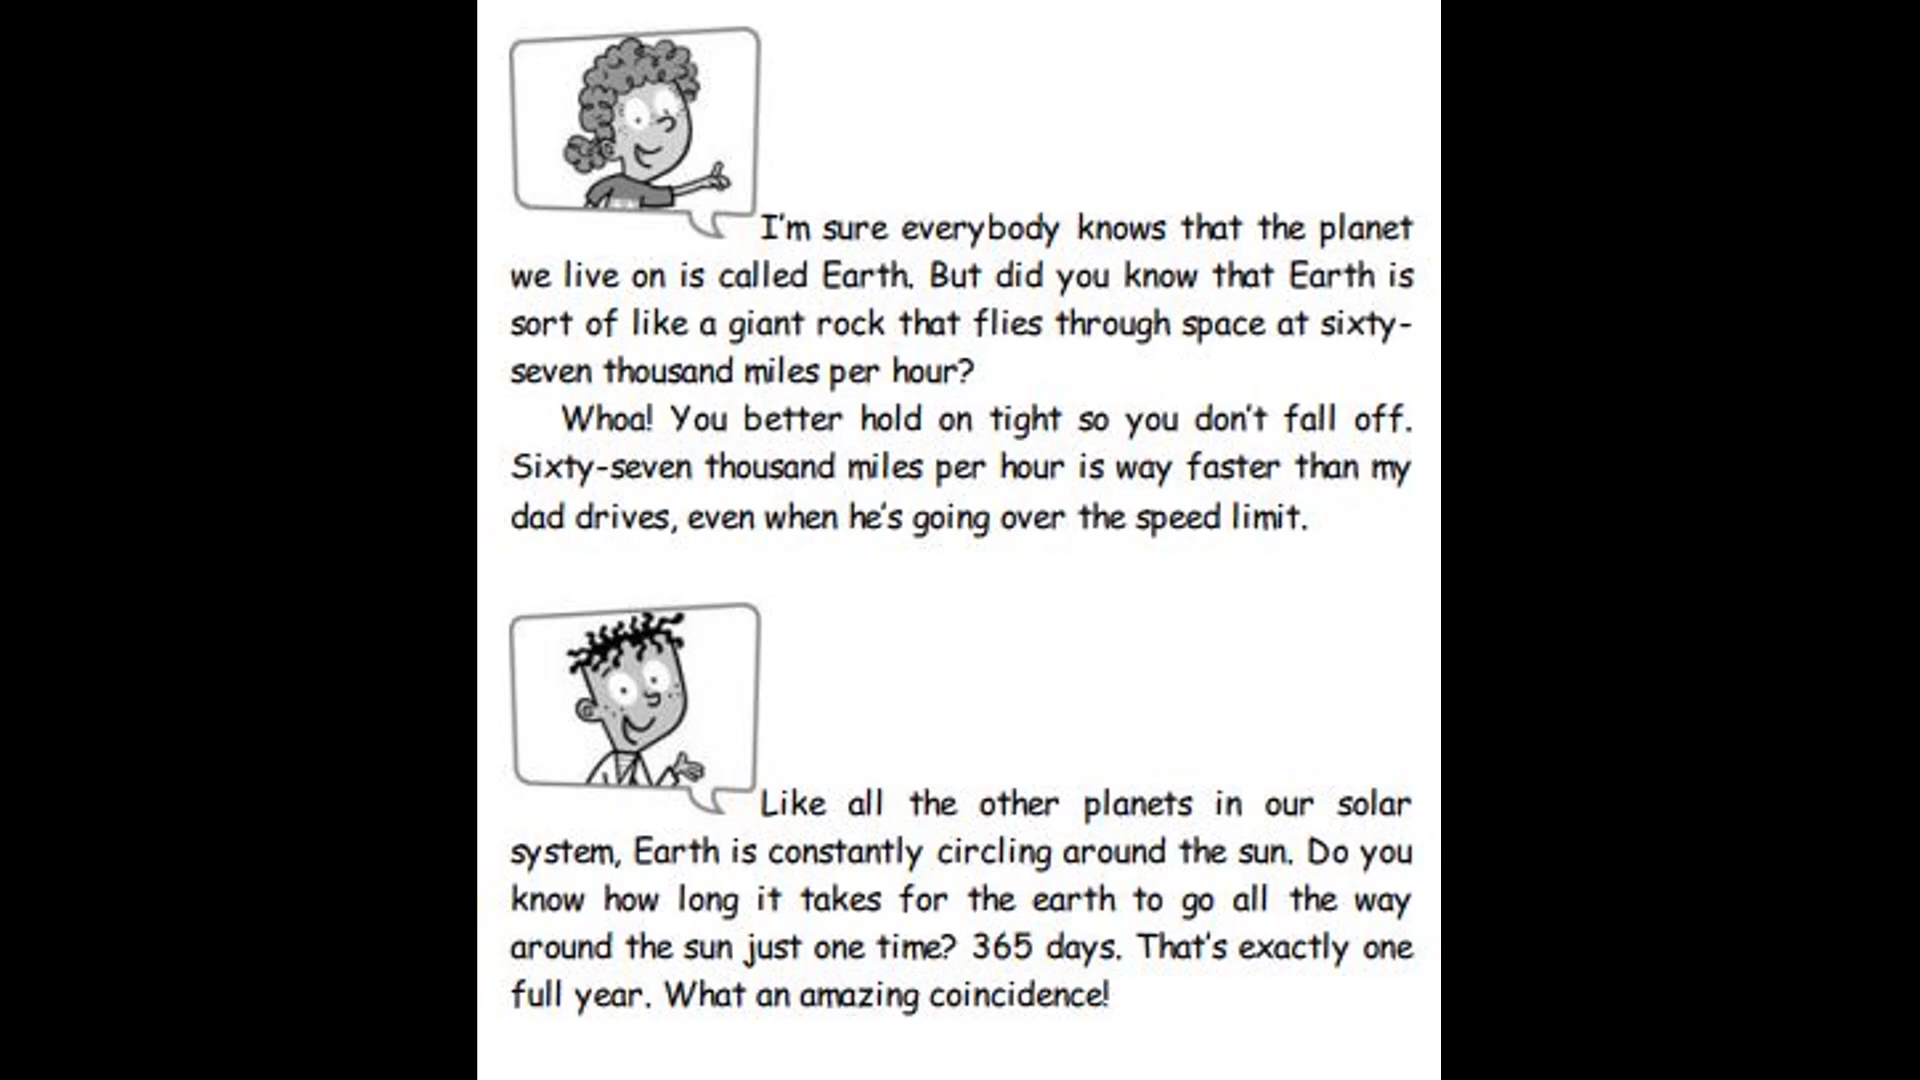 I'm sure everybody knows that the planet
we live on is called Earth. But did you know that Earth is
sort of like a giant rock that flies through space at sixty-
seven thousand miles per hour?
Whoa! You better hold on tight so you don't fall off.
Sixty-seven thousand miles per hour is way faster than my
dad drives, even when he's going over the speed limit.
Like all the other planets in our solar
system, Earth is constantly circling around the sun. Do you
know how long it takes for the earth to go all the way
around the sun just one time? 365 days. That's exactly one
full year. What an amazing coincidence!